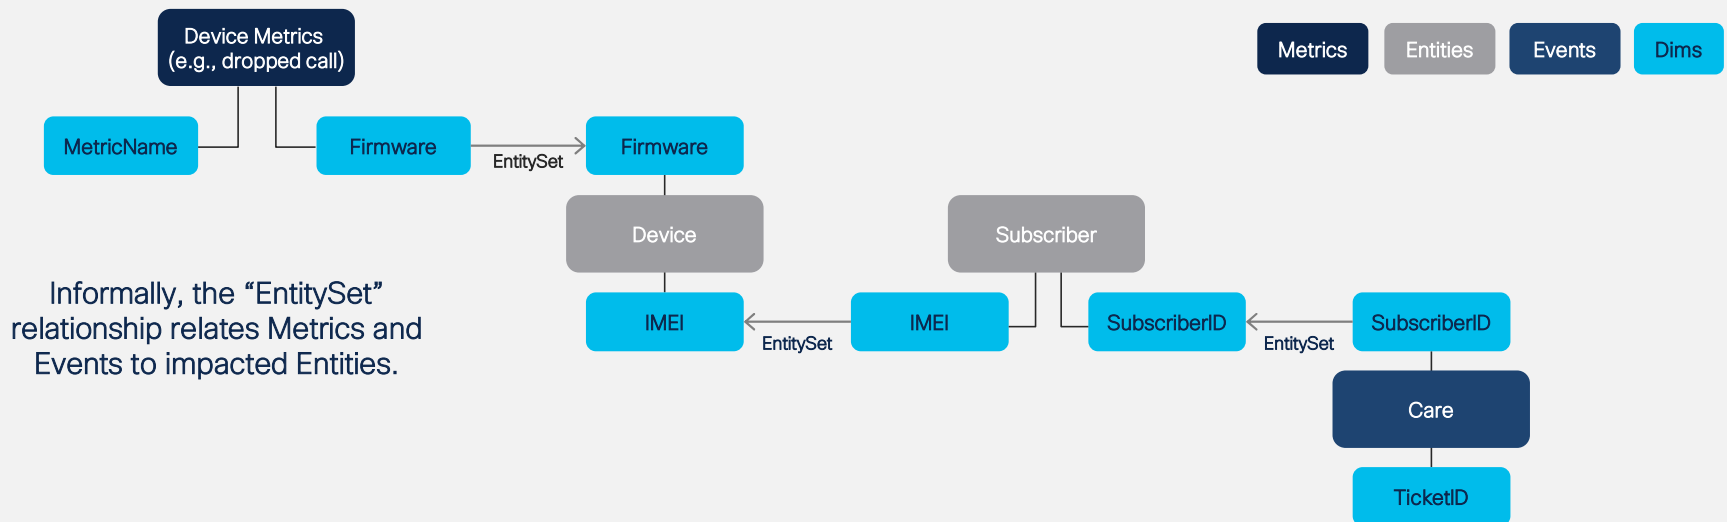 Device Metrics
(e.g., dropped call)
Metrics
Entities
Events
Dims
MetricName
Firmware
EntitySet
Firmware
Device
Subscriber
Informally, the “EntitySet”
relationship relates Metrics and
Events to impacted Entities.
IMEI
EntitySet
IMEI
SubscriberID
EntitySet
SubscriberID
Care
TicketID